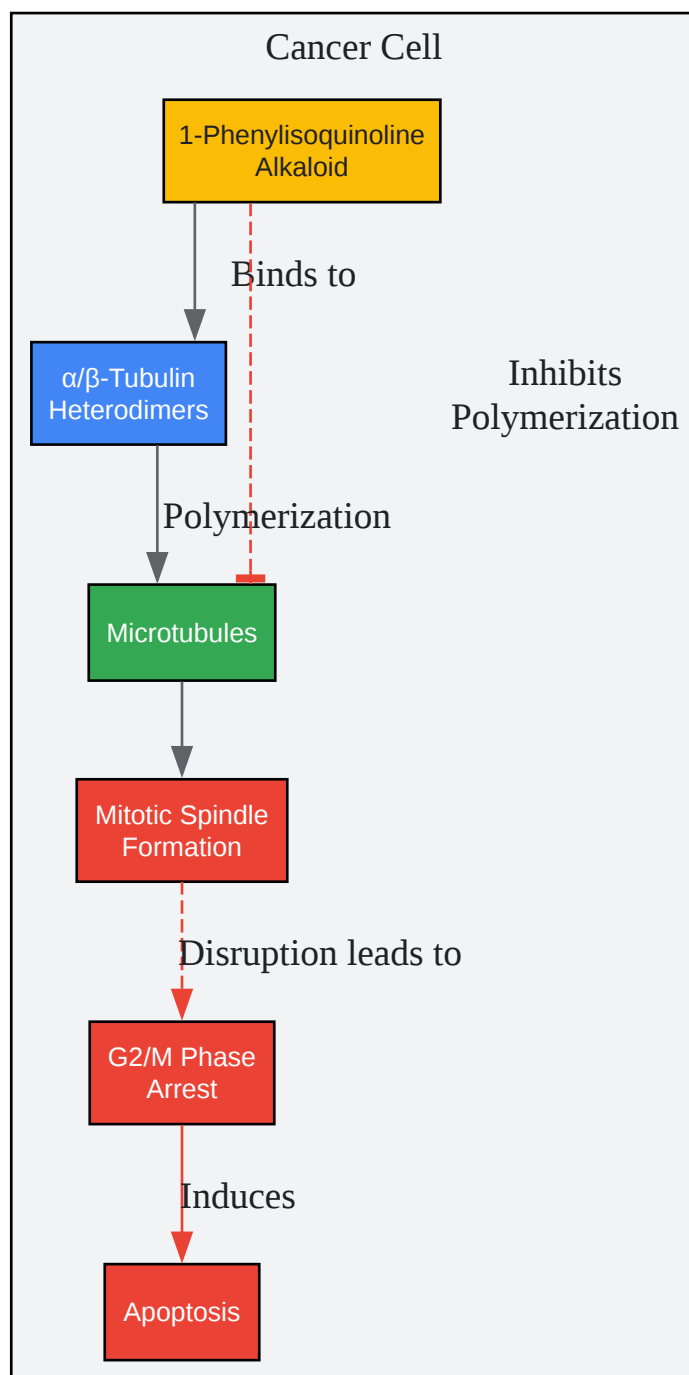 Cancer Cell
1-Phenylisoquinoline
Alkaloid
Binds to
α/β-Tubulin
Heterodimers
Inhibits
Polymerization
Polymerization
Microtubules
Mitotic Spindle
Formation
Disruption leads to
G2/M Phase
Arrest
Induces
Apoptosis